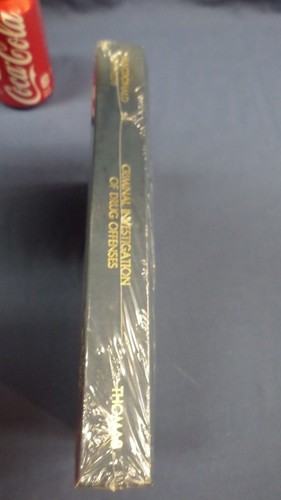 Coca-Cola
CRIMINAL INVESTIGATION
OF DRUG OFFENSES
THOMAS